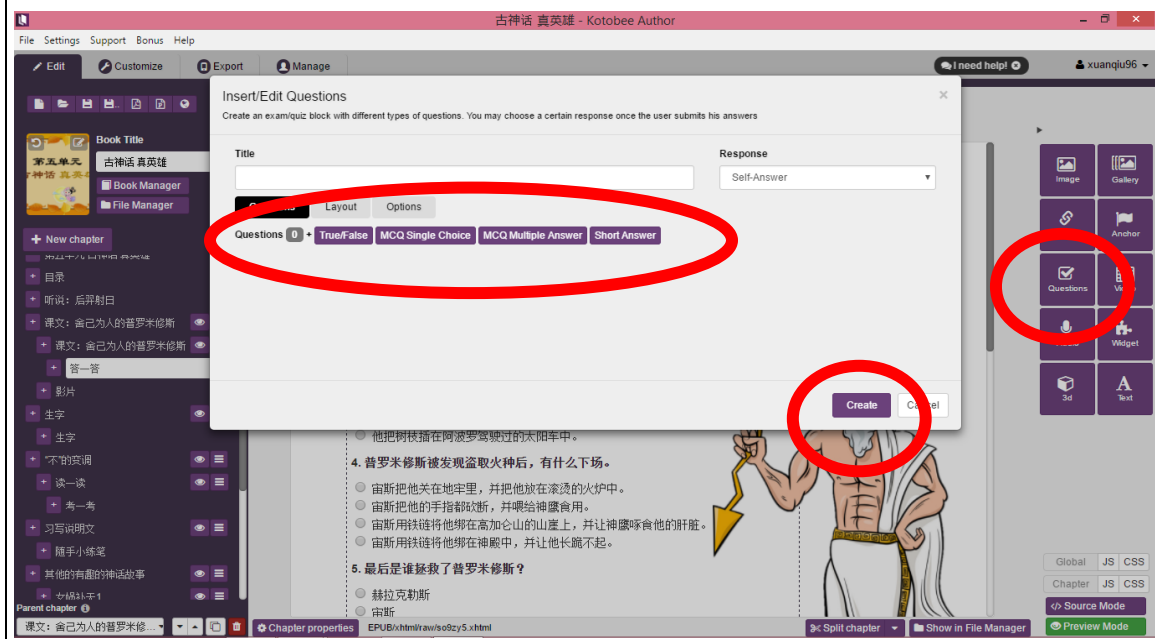 古神话 真英雄 - Kotobee Author
File Settings Support Bonus Help
Edit Customize Export Manage I need help! xuanqiu96
Insert/Edit Questions
Create an exam/quiz block with different types of questions. You may choose a certain response once the user submits his answers
Title Response
Self-Answer
Layout Options
Questions 0 + True/False MCQ Single Choice MCQ Multiple Answer Short Answer
Create
Book Title
第五单元
古神话 真英雄
Book Manager
File Manager
+ New chapter
目录
听说：后羿射日
课文：舍己为人的普罗米修斯
课文：舍己为人的普罗米修斯
答一答
影片
生字
生字
"不"的变调
读一读
考一考
习写说明文
随手小练笔
其他的有趣的神话故事
Parent chapter
课文：舍己为人的普罗米修...
Chapter properties EPUB/xhtml/raw/so9zy5.xhtml Split chapter Show in File Manager
他把树枝插在阿波罗驾驶过的太阳车中。
4. 普罗米修斯被发现盗取火种后，有什么下场。
宙斯把他关在地牢里，并把他放在滚烫的火炉中。
宙斯把他的手指都砍断，并喂给神鹰食用。
宙斯用铁链将他绑在高加仑山的山崖上，并让神鹰啄食他的肝脏。
宙斯用铁链将他绑在神殿中，并让他长跪不起。
5. 最后是谁拯救了普罗米修斯？
赫拉克勒斯
宙斯
Image Gallery
Anchor
Questions
Widget
3d Text
Global JS CSS
Chapter JS CSS
</> Source Mode
Preview Mode